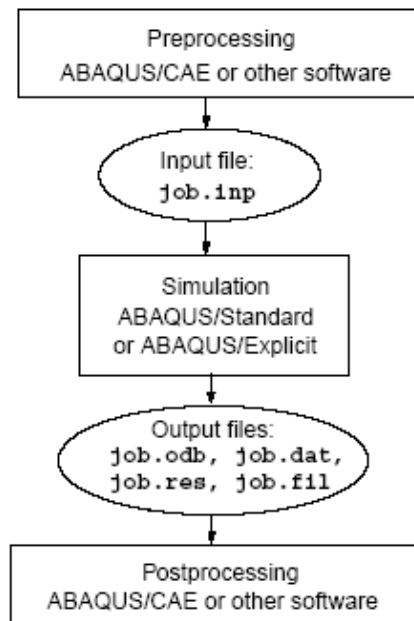 Preprocessing
ABAQUS/CAE or other software
Input file:
job.inp
Simulation
ABAQUS/Standard
or ABAQUS/Explicit
Output files:
job.odb, job.dat,
job.res, job.fil
Postprocessing
ABAQUS/CAE or other software